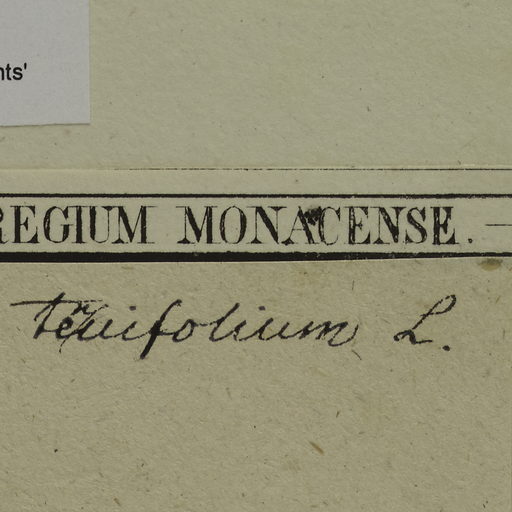 nts'
REGIUM MONACENSE. —
tenuifolium L.